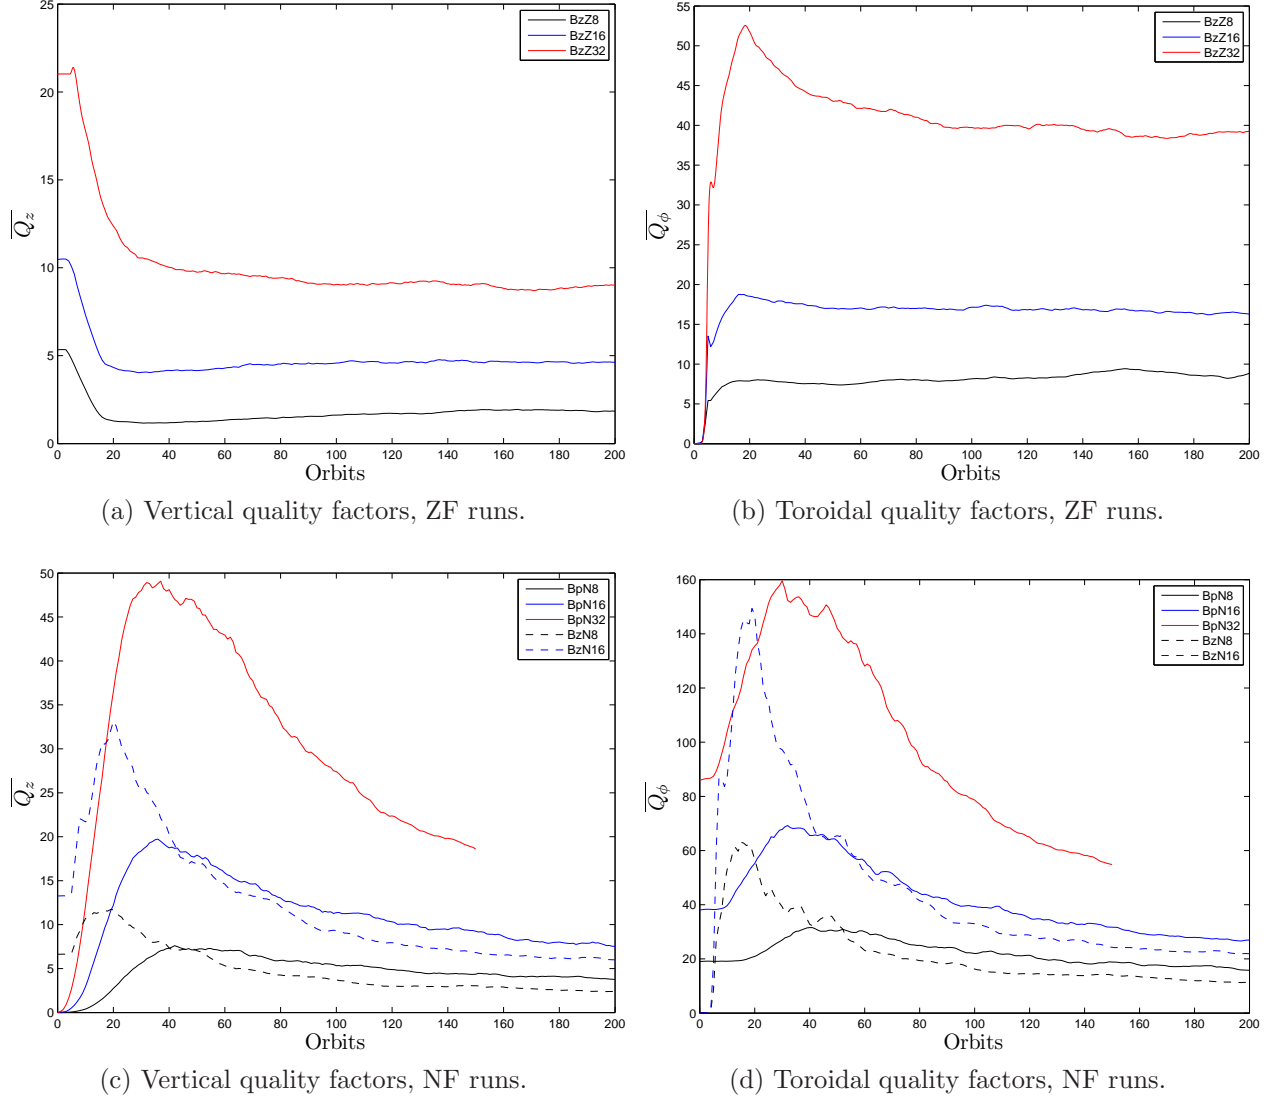 BzZ8
BzZ16
BzZ32
25
20
15
10
5
0
0 20 40 60 80 100 120 140 160 180 200
Q_z
Orbits
(a) Vertical quality factors, ZF runs.
BzZ8
BzZ16
BzZ32
55
50
45
40
35
30
25
20
15
10
5
0
0 20 40 60 80 100 120 140 160 180 200
Q_ϕ
Orbits
(b) Toroidal quality factors, ZF runs.
BpN8
BpN16
BpN32
BzN8
BzN16
50
45
40
35
30
25
20
15
10
5
0
0 20 40 60 80 100 120 140 160 180 200
Q_z
Orbits
(c) Vertical quality factors, NF runs.
BpN8
BpN16
BpN32
BzN8
BzN16
160
140
120
100
80
60
40
20
0
0 20 40 60 80 100 120 140 160 180 200
Q_ϕ
Orbits
(d) Toroidal quality factors, NF runs.